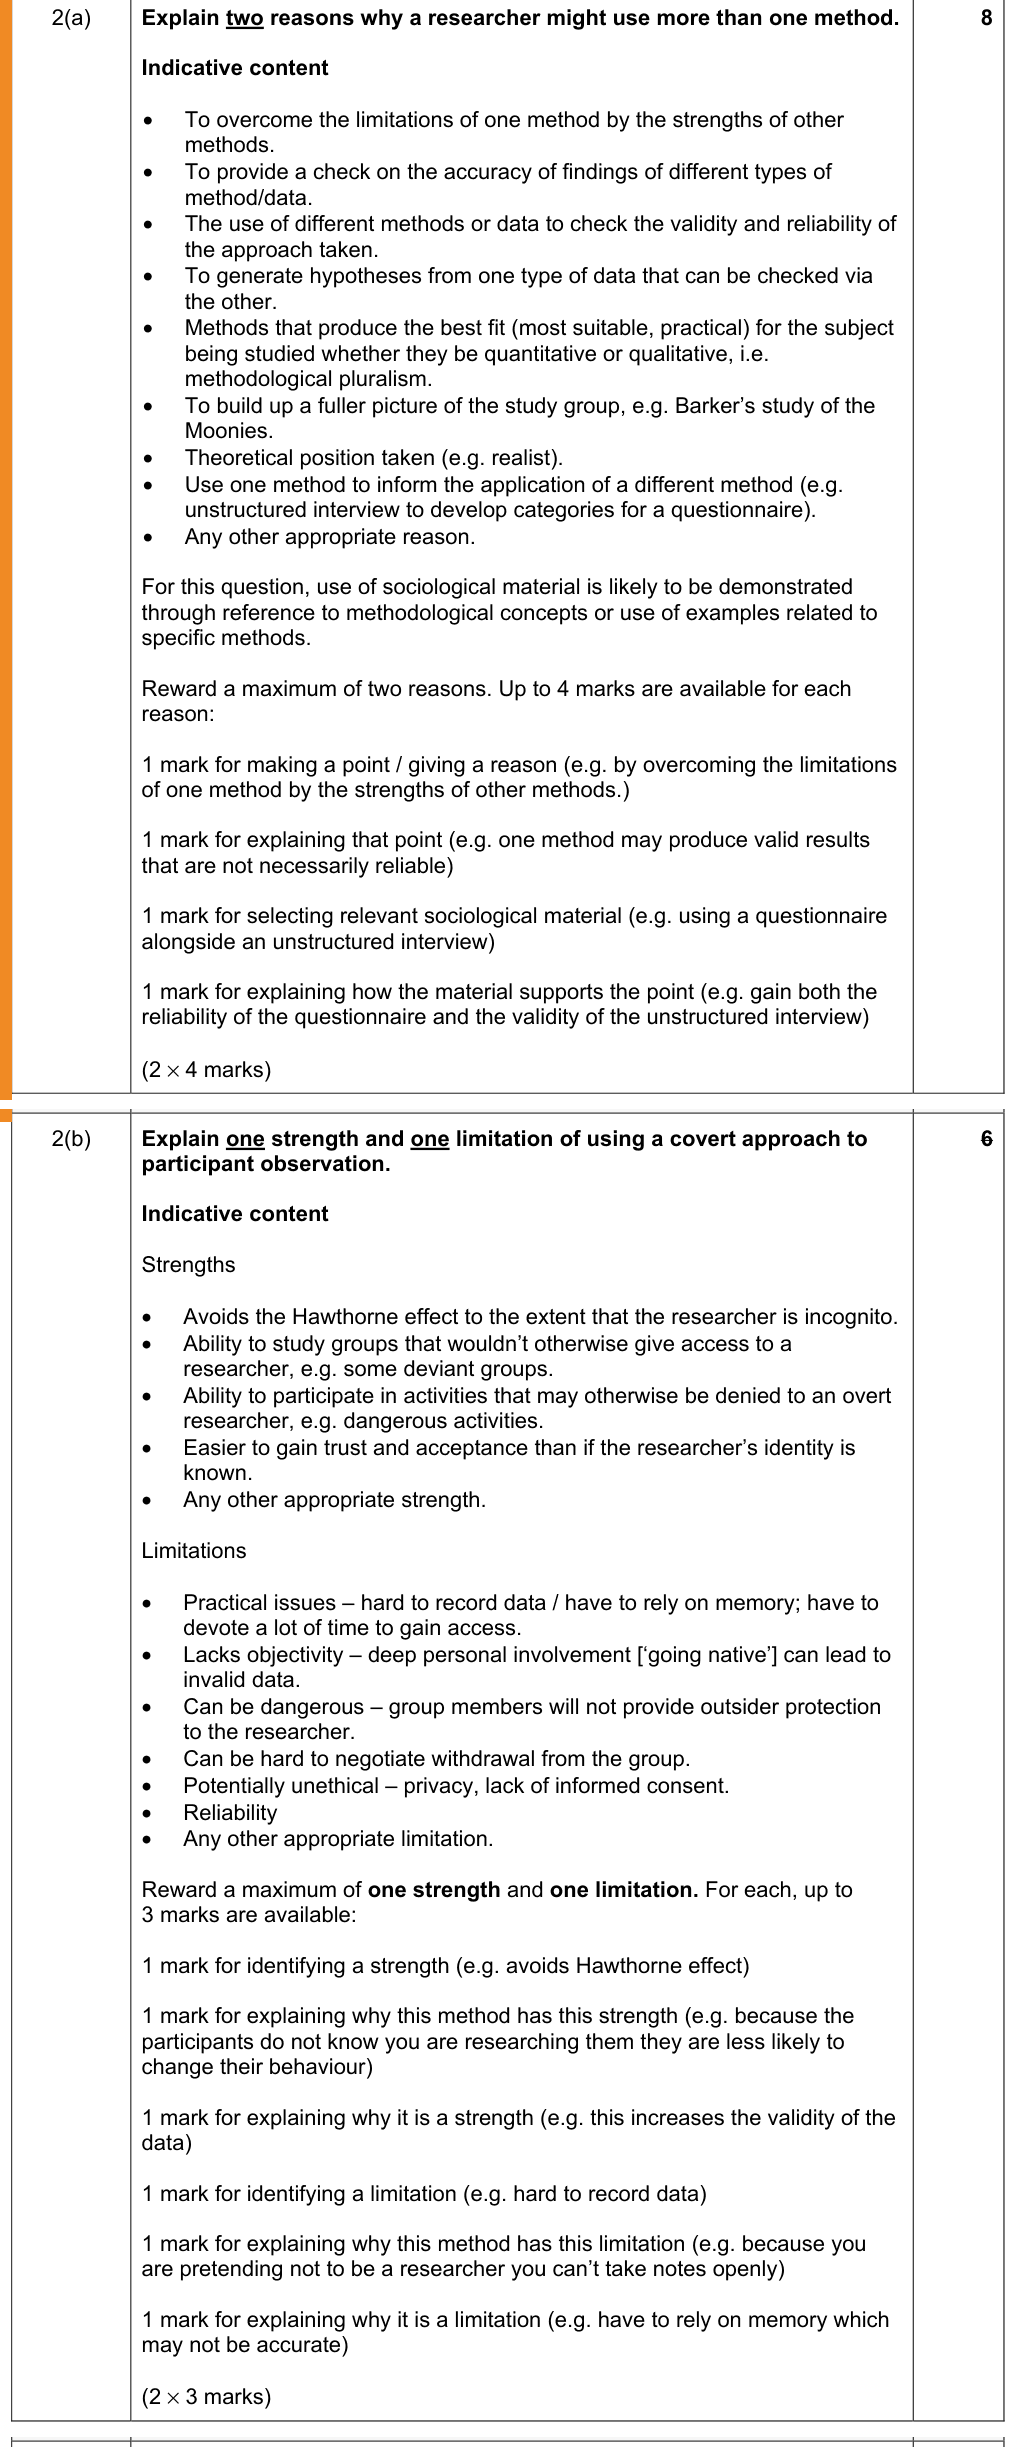 2(a)
Explain two reasons why a researcher might use more than one method.
8
Indicative content
• To overcome the limitations of one method by the strengths of other
methods.
• To provide a check on the accuracy of findings of different types of
method/data.
• The use of different methods or data to check the validity and reliability of
the approach taken.
• To generate hypotheses from one type of data that can be checked via
the other.
• Methods that produce the best fit (most suitable, practical) for the subject
being studied whether they be quantitative or qualitative, i.e.
methodological pluralism.
• To build up a fuller picture of the study group, e.g. Barker’s study of the
Moonies.
• Theoretical position taken (e.g. realist).
• Use one method to inform the application of a different method (e.g.
unstructured interview to develop categories for a questionnaire).
• Any other appropriate reason.
For this question, use of sociological material is likely to be demonstrated
through reference to methodological concepts or use of examples related to
specific methods.
Reward a maximum of two reasons. Up to 4 marks are available for each
reason:
1 mark for making a point / giving a reason (e.g. by overcoming the limitations
of one method by the strengths of other methods.)
1 mark for explaining that point (e.g. one method may produce valid results
that are not necessarily reliable)
1 mark for selecting relevant sociological material (e.g. using a questionnaire
alongside an unstructured interview)
1 mark for explaining how the material supports the point (e.g. gain both the
reliability of the questionnaire and the validity of the unstructured interview)
(2 × 4 marks)
2(b)
Explain one strength and one limitation of using a covert approach to
participant observation.
6
Indicative content
Strengths
• Avoids the Hawthorne effect to the extent that the researcher is incognito.
• Ability to study groups that wouldn’t otherwise give access to a
researcher, e.g. some deviant groups.
• Ability to participate in activities that may otherwise be denied to an overt
researcher, e.g. dangerous activities.
• Easier to gain trust and acceptance than if the researcher’s identity is
known.
• Any other appropriate strength.
Limitations
• Practical issues – hard to record data / have to rely on memory; have to
devote a lot of time to gain access.
• Lacks objectivity – deep personal involvement [‘going native’] can lead to
invalid data.
• Can be dangerous – group members will not provide outsider protection
to the researcher.
• Can be hard to negotiate withdrawal from the group.
• Potentially unethical – privacy, lack of informed consent.
• Reliability
• Any other appropriate limitation.
Reward a maximum of one strength and one limitation. For each, up to
3 marks are available:
1 mark for identifying a strength (e.g. avoids Hawthorne effect)
1 mark for explaining why this method has this strength (e.g. because the
participants do not know you are researching them they are less likely to
change their behaviour)
1 mark for explaining why it is a strength (e.g. this increases the validity of the
data)
1 mark for identifying a limitation (e.g. hard to record data)
1 mark for explaining why this method has this limitation (e.g. because you
are pretending not to be a researcher you can’t take notes openly)
1 mark for explaining why it is a limitation (e.g. have to rely on memory which
may not be accurate)
(2 × 3 marks)